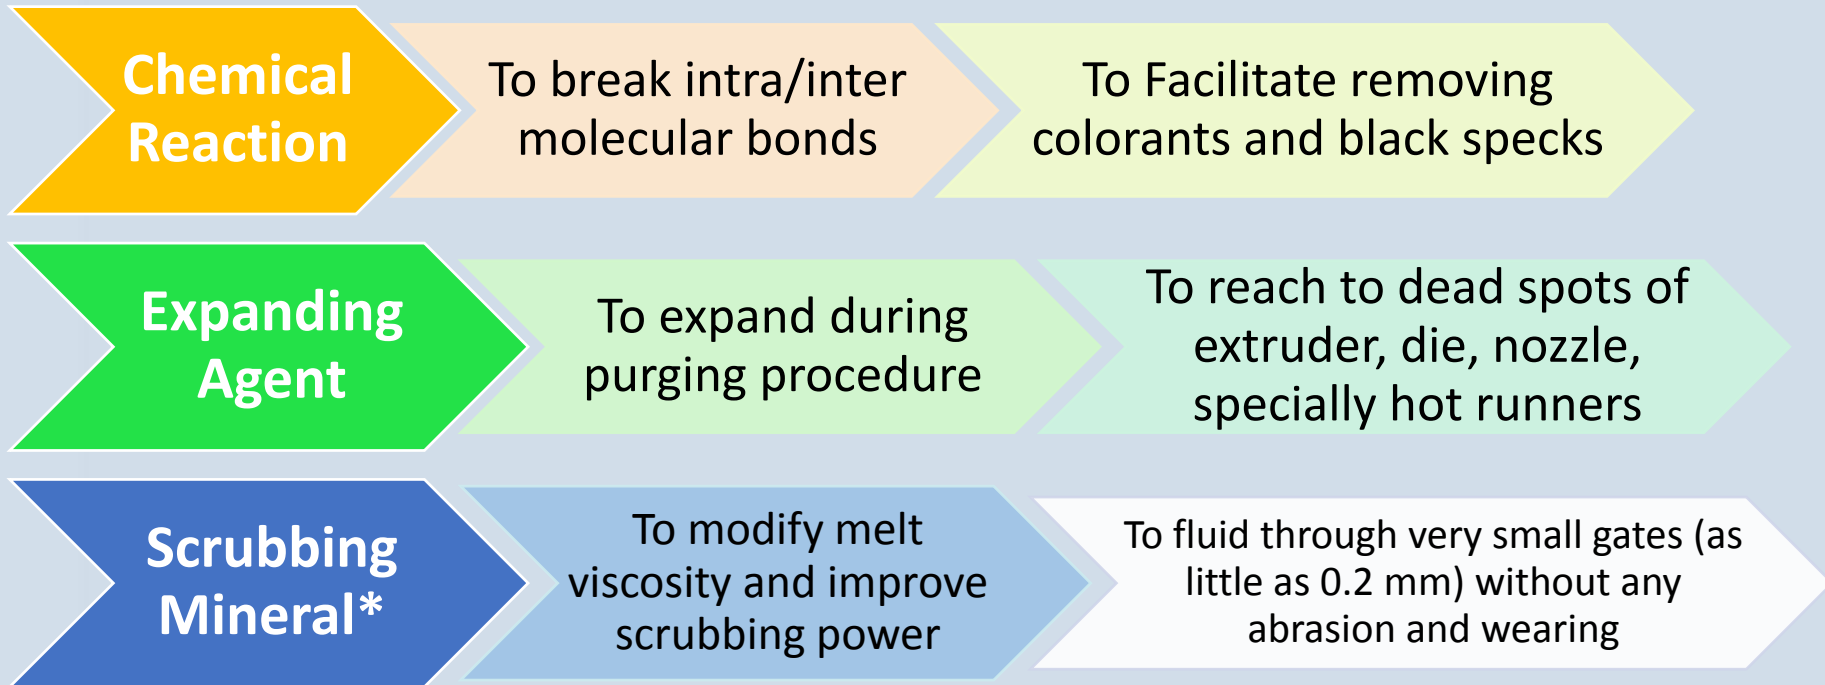 Chemical
Reaction
To break intra/inter
molecular bonds
To Facilitate removing
colorants and black specks
Expanding
Agent
To expand during
purging procedure
To reach to dead spots of
extruder, die, nozzle,
specially hot runners
Scrubbing
Mineral*
To modify melt
viscosity and improve
scrubbing power
To fluid through very small gates (as
little as 0.2 mm) without any
abrasion and wearing